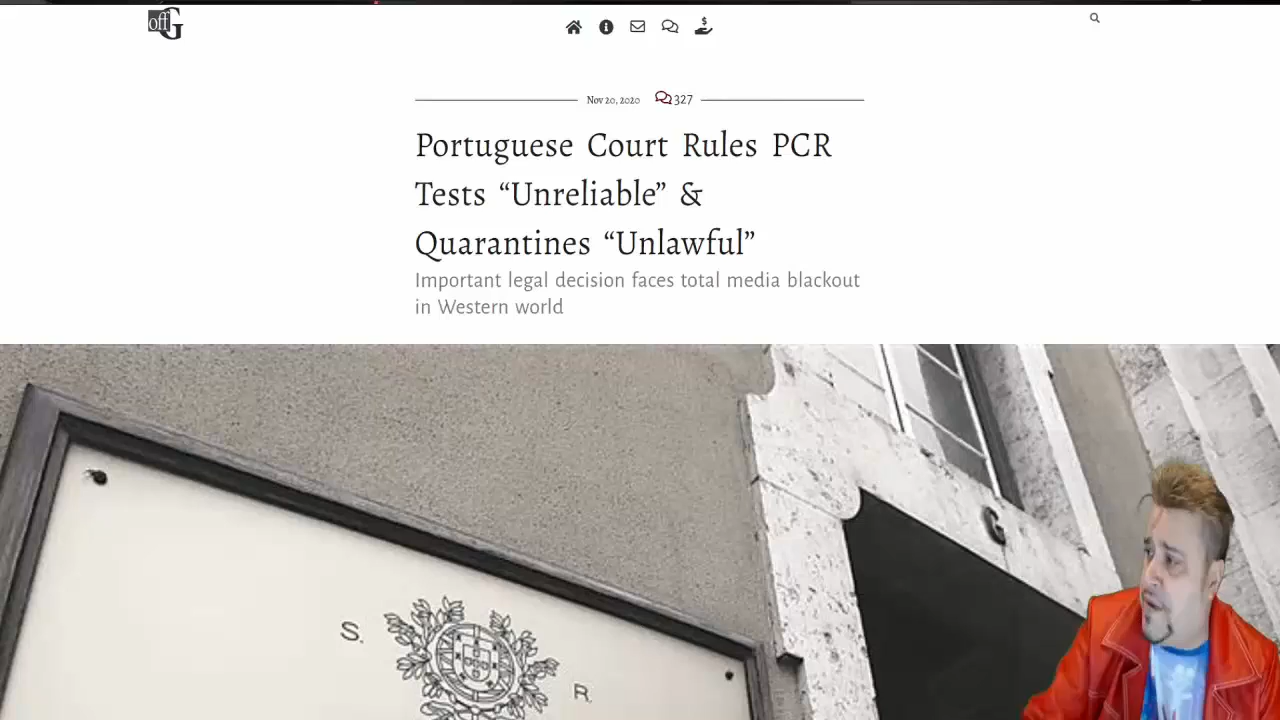 off G
Nov 20, 2020 327
Portuguese Court Rules PCR
Tests “Unreliable” &
Quarantines “Unlawful”
Important legal decision faces total media blackout
in Western world
G
S. R.